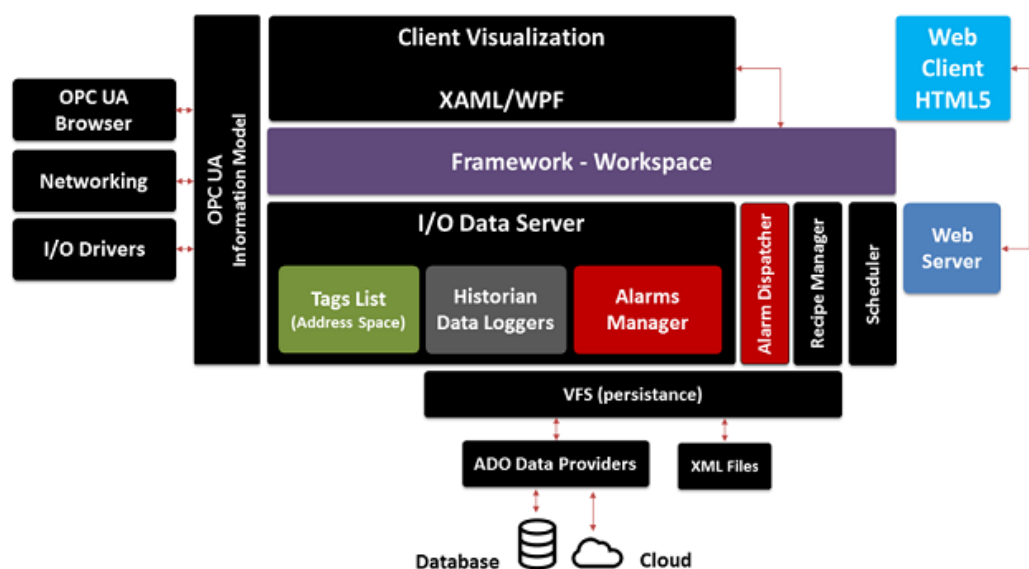 Client Visualization
XAML/WPF
Web
Client
HTML5
OPC UA
Browser
Networking
I/O Drivers
OPC UA
Information Model
Framework - Workspace
I/O Data Server
Tags List
(Address Space)
Historian
Data Loggers
Alarms
Manager
Alarm Dispatcher
Recipe Manager
Scheduler
Web
Server
VFS (persistance)
ADO Data Providers
XML Files
Database
Cloud